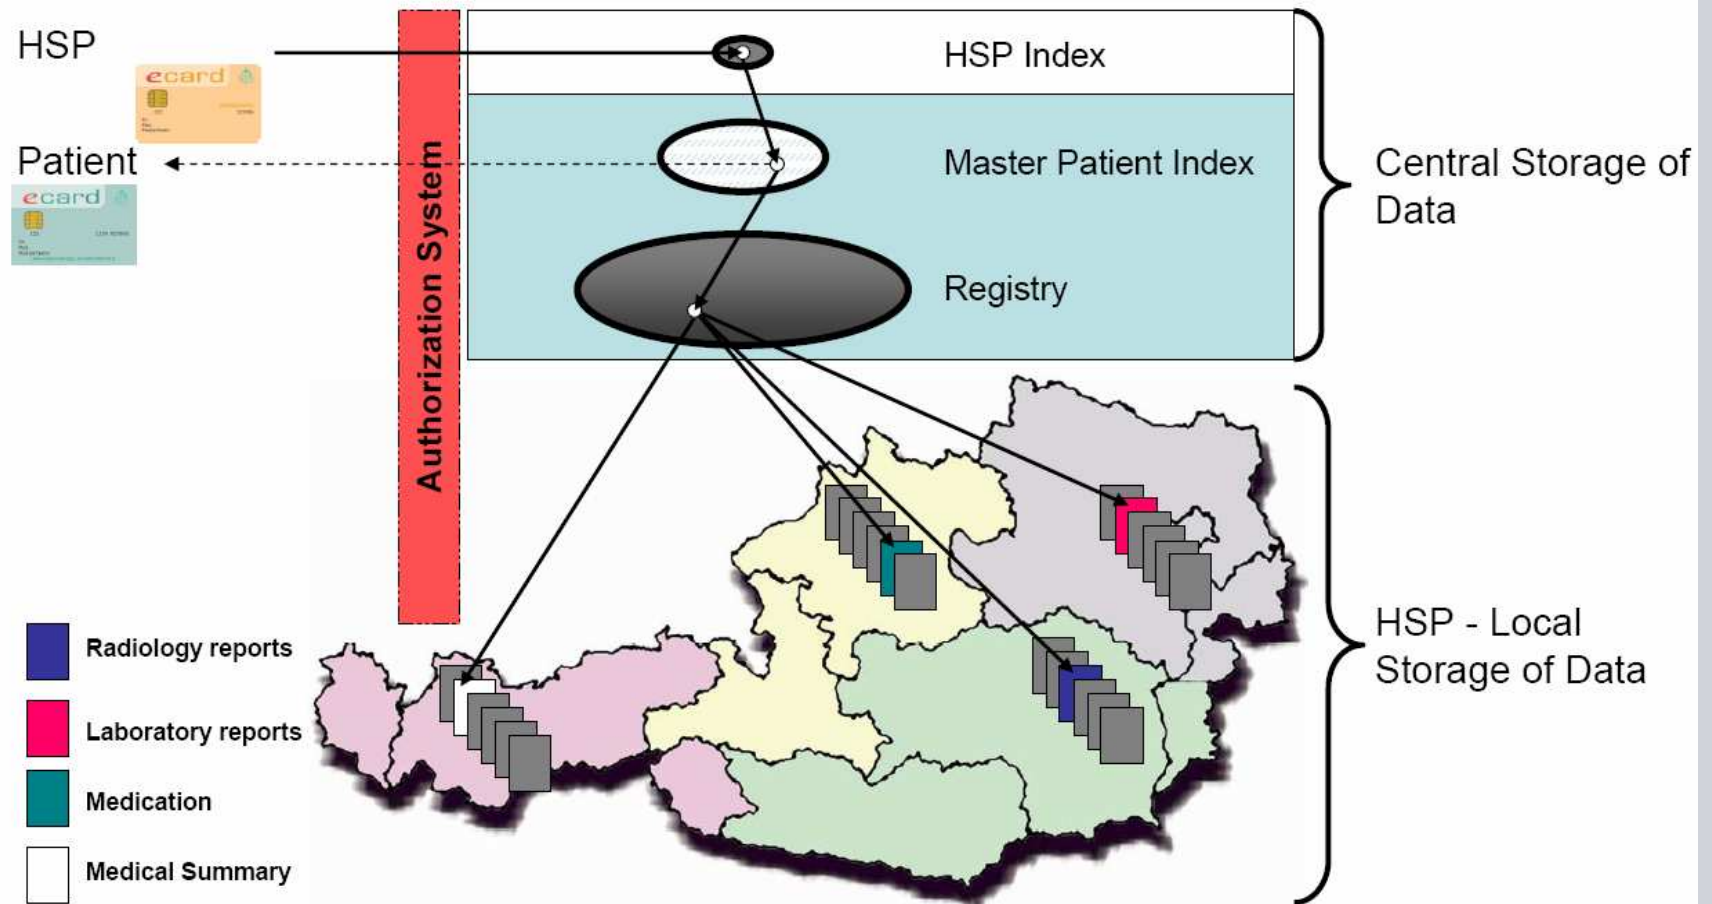 HSP
ecard
Patient
ecard
Authorization System
HSP Index
Master Patient Index
Registry
Central Storage of
Data
HSP - Local
Storage of Data
Radiology reports
Laboratory reports
Medication
Medical Summary